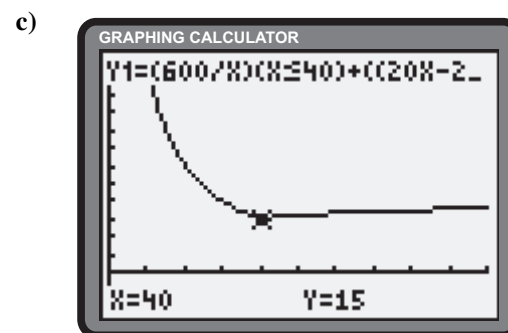 c)
GRAPHING CALCULATOR
Y1=(600/X)(X≤40)+((20X-2_
X=40 Y=15